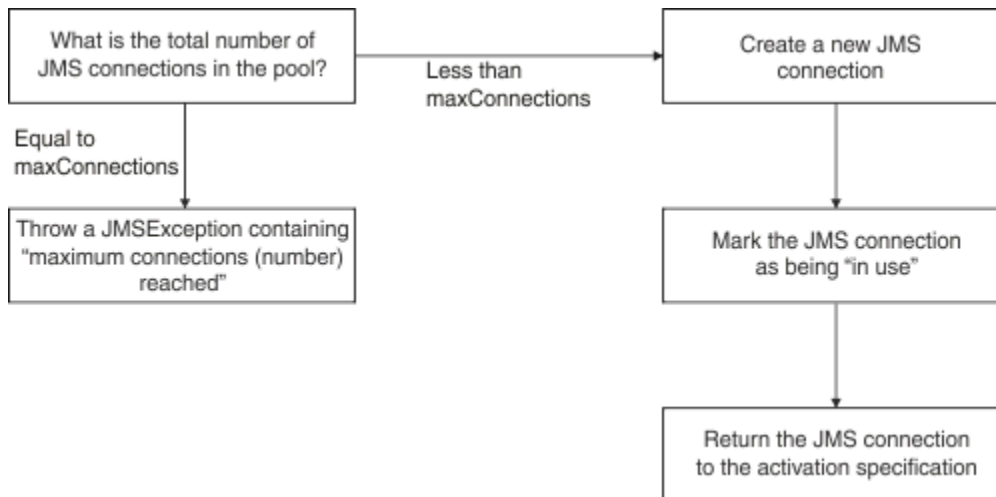 What is the total number of
JMS connections in the pool?
Less than
maxConnections
Create a new JMS
connection
Equal to
maxConnections
Throw a JMSException containing
“maximum connections (number)
reached”
Mark the JMS connection
as being “in use”
Return the JMS connection
to the activation specification